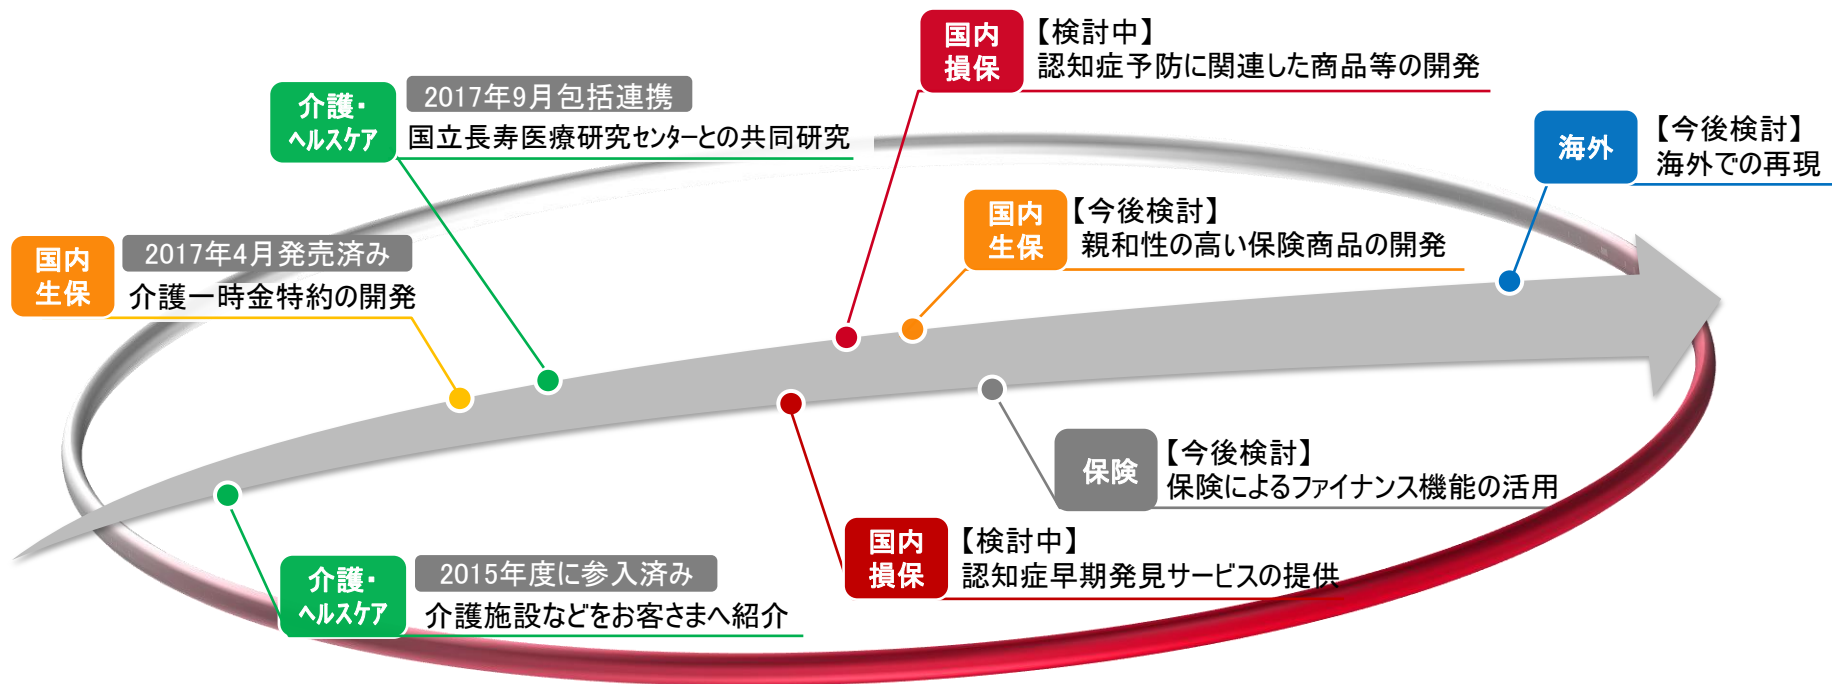 国内
損保
【検討中】
認知症予防に関連した商品等の開発
介護・
ヘルスケア
2017年9月包括連携
国立長寿医療研究センターとの共同研究
海外
【今後検討】
海外での再現
国内
生保
【今後検討】
親和性の高い保険商品の開発
国内
生保
2017年4月発売済み
介護一時金特約の開発
保険
【今後検討】
保険によるファイナンス機能の活用
国内
損保
【検討中】
認知症早期発見サービスの提供
介護・
ヘルスケア
2015年度に参入済み
介護施設などをお客さまへ紹介